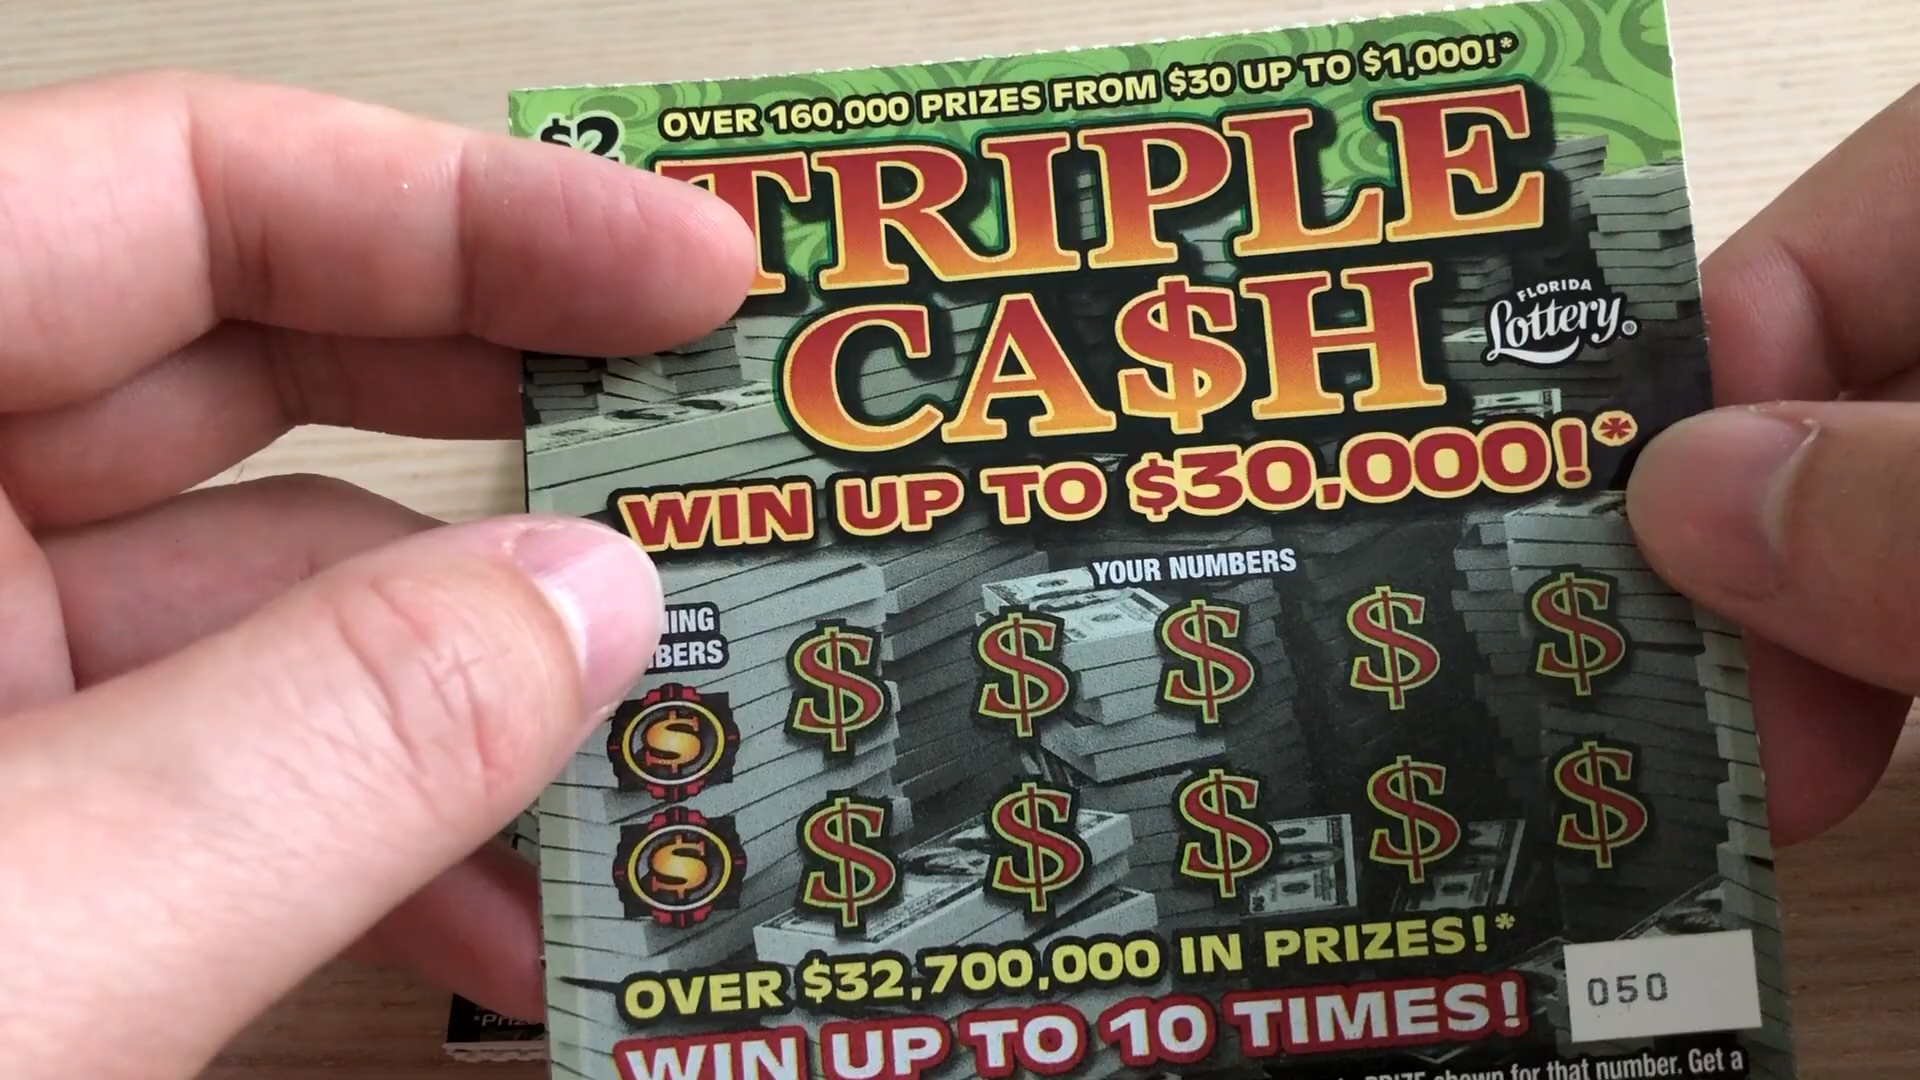 OVER 160,000 PRIZES FROM $30 UP TO $1,000!*
$2
TRIPLE
CA$H
FLORIDA
Lottery®
WIN UP TO $30,000!*
YOUR NUMBERS
$ $ $ $ $
$
$ $ $ $ $
$
OVER $32,700,000 IN PRIZES!*
050
WIN UP TO 10 TIMES!
PRIZE shown for that number. Get a